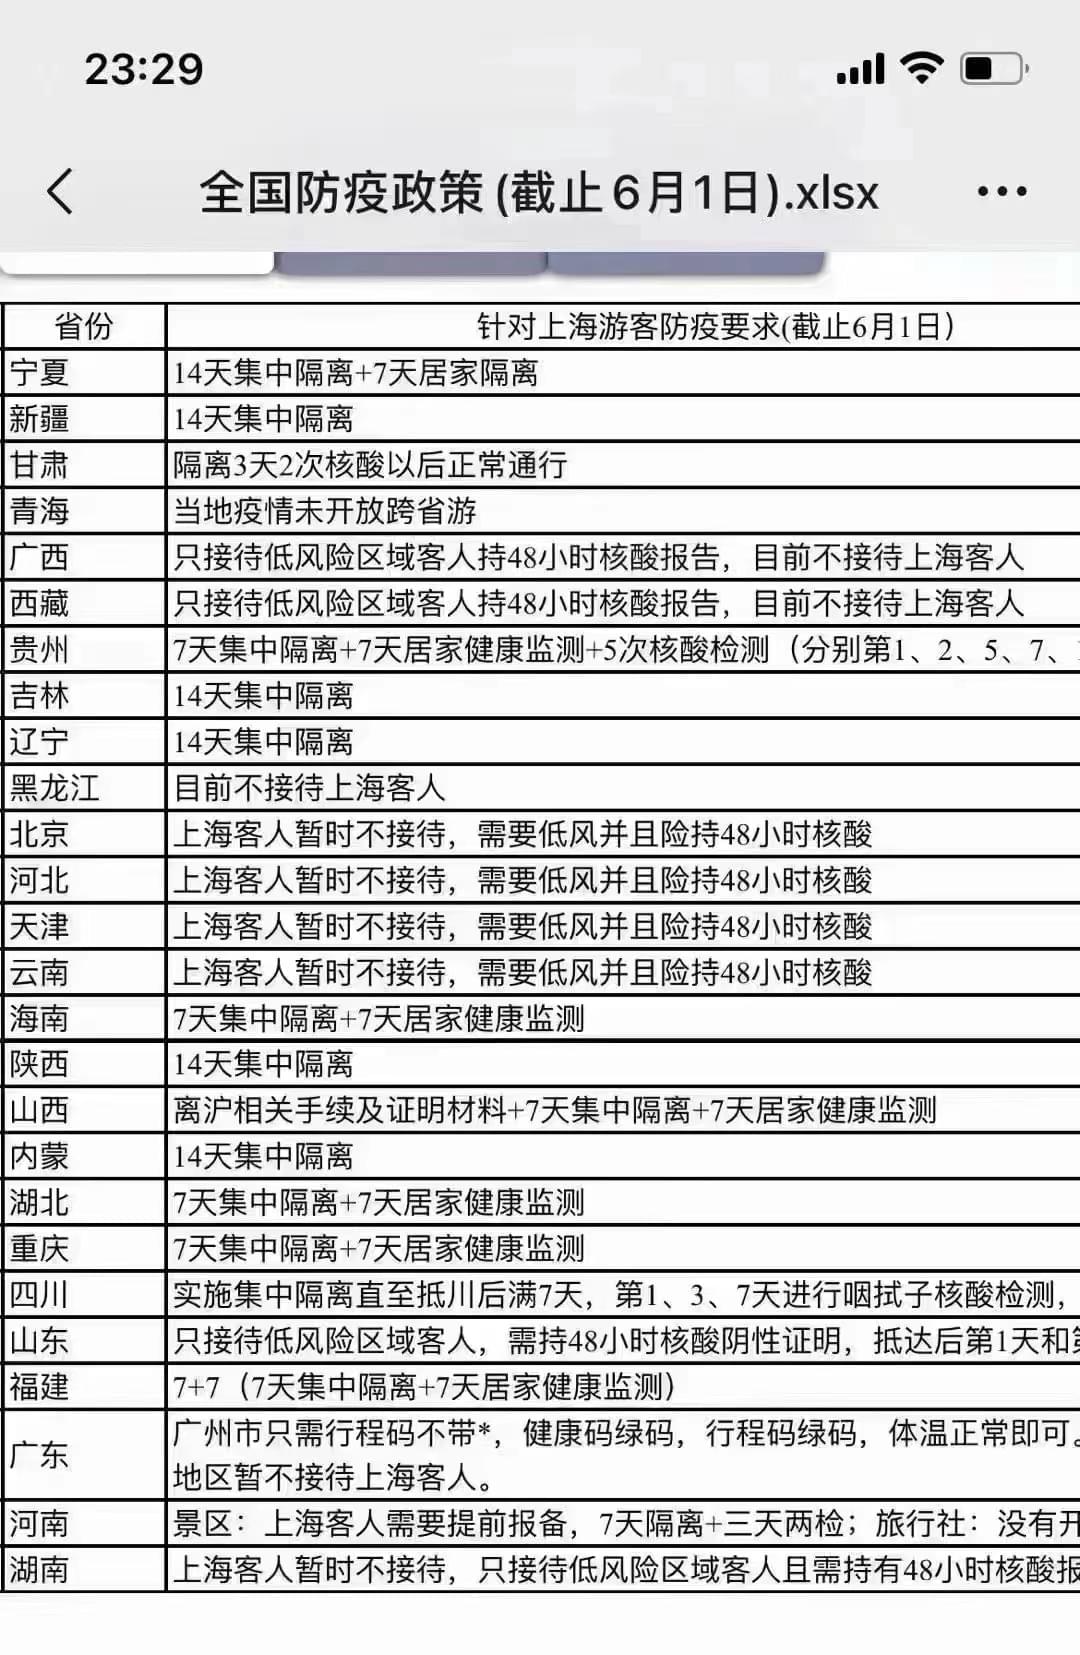 23:29
全国防疫政策(截止6月1日).xlsx
省份 针对上海游客防疫要求(截止6月1日)
宁夏 14天集中隔离+7天居家隔离
新疆 14天集中隔离
甘肃 隔离3天2次核酸以后正常通行
青海 当地疫情未开放跨省游
广西 只接待低风险区域客人持48小时核酸报告，目前不接待上海客人
西藏 只接待低风险区域客人持48小时核酸报告，目前不接待上海客人
贵州 7天集中隔离+7天居家健康监测+5次核酸检测（分别第1、2、5、7、
吉林 14天集中隔离
辽宁 14天集中隔离
黑龙江 目前不接待上海客人
北京 上海客人暂时不接待，需要低风并且险持48小时核酸
河北 上海客人暂时不接待，需要低风并且险持48小时核酸
天津 上海客人暂时不接待，需要低风并且险持48小时核酸
云南 上海客人暂时不接待，需要低风并且险持48小时核酸
海南 7天集中隔离+7天居家健康监测
陕西 14天集中隔离
山西 离沪相关手续及证明材料+7天集中隔离+7天居家健康监测
内蒙 14天集中隔离
湖北 7天集中隔离+7天居家健康监测
重庆 7天集中隔离+7天居家健康监测
四川 实施集中隔离直至抵川后满7天，第1、3、7天进行咽拭子核酸检测，
山东 只接待低风险区域客人，需持48小时核酸阴性证明，抵达后第1天和第
福建 7+7（7天集中隔离+7天居家健康监测）
广东 广州市只需行程码不带*，健康码绿码，行程码绿码，体温正常即可。
地区暂不接待上海客人。
河南 景区：上海客人需要提前报备，7天隔离+三天两检；旅行社：没有开
湖南 上海客人暂时不接待，只接待低风险区域客人且需持有48小时核酸报